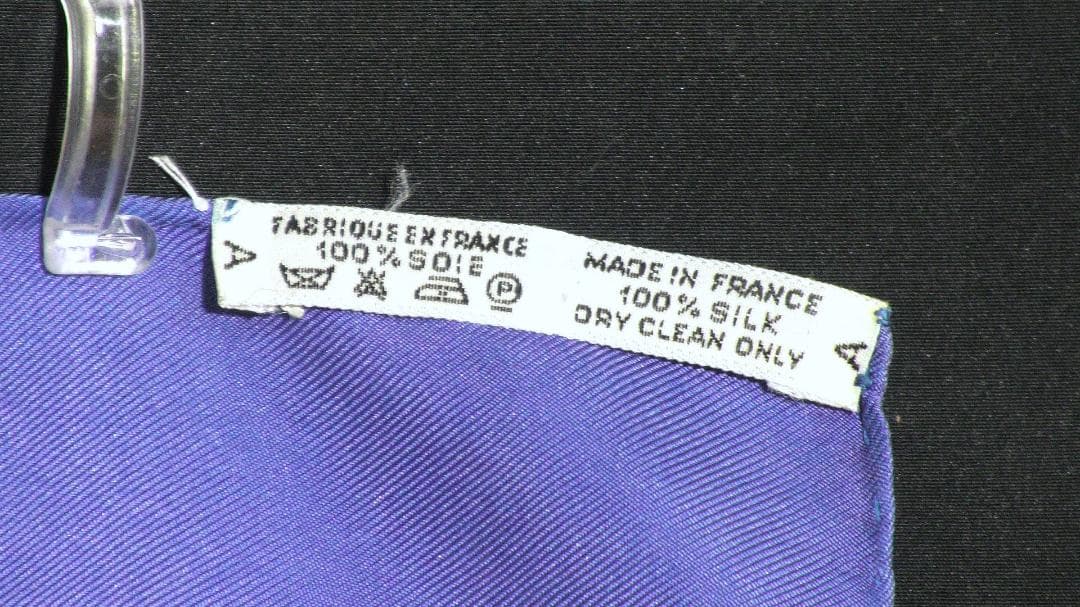 FABRIQUE EN FRANCE
100% SOIE
P
A
MADE IN FRANCE
100% SILK
DRY CLEAN ONLY
A